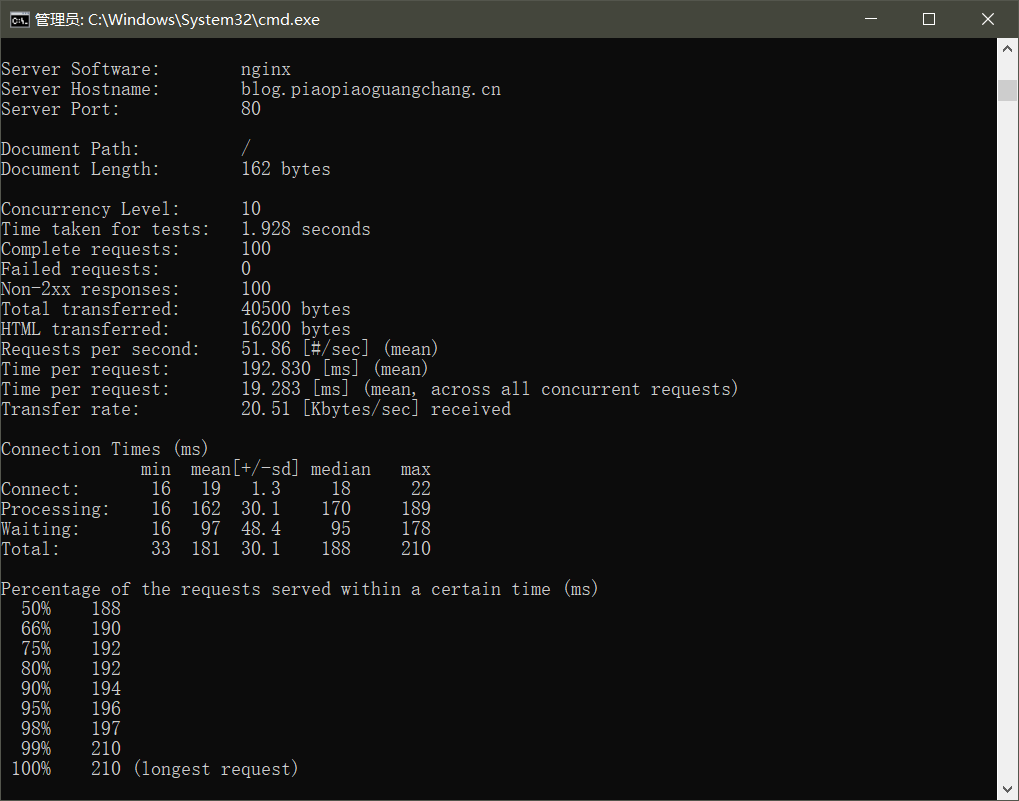 管理员: C:\Windows\System32\cmd.exe
Server Software:        nginx
Server Hostname:        blog.piaopiaoguangchang.cn
Server Port:            80
Document Path:          /
Document Length:        162 bytes
Concurrency Level:      10
Time taken for tests:   1.928 seconds
Complete requests:      100
Failed requests:        0
Non-2xx responses:      100
Total transferred:      40500 bytes
HTML transferred:       16200 bytes
Requests per second:    51.86 [#/sec] (mean)
Time per request:       192.830 [ms] (mean)
Time per request:       19.283 [ms] (mean, across all concurrent requests)
Transfer rate:          20.51 [Kbytes/sec] received
Connection Times (ms)
              min  mean[+/-sd] median   max
Connect:       16   19   1.3     18      22
Processing:    16  162  30.1    170     189
Waiting:       16   97  48.4     95     178
Total:         33  181  30.1    188     210
Percentage of the requests served within a certain time (ms)
  50%    188
  66%    190
  75%    192
  80%    192
  90%    194
  95%    196
  98%    197
  99%    210
 100%    210 (longest request)